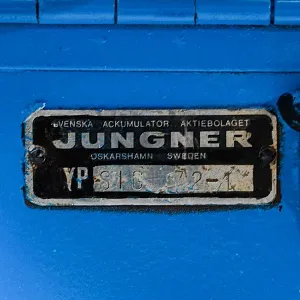 SVENSKA ACKUMULATOR AKTIEBOLAGET
JUNGNER
OSKARSHAMN SWEDEN
YP